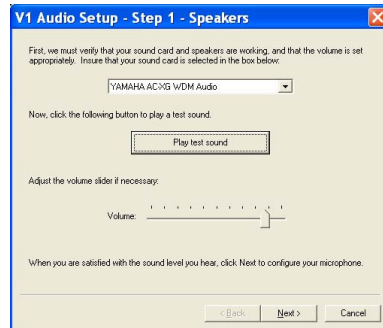 V1 Audio Setup - Step 1 - Speakers
First, we must verify that your sound card and speakers are working, and that the volume is set
appropriately. Insure that your sound card is selected in the box below:
YAMAHA AC-XG WDM Audio
Now, click the following button to play a test sound.
Play test sound
Adjust the volume slider if necessary:
Volume:
When you are satisfied with the sound level you hear, click Next to configure your microphone.
< Back Next > Cancel